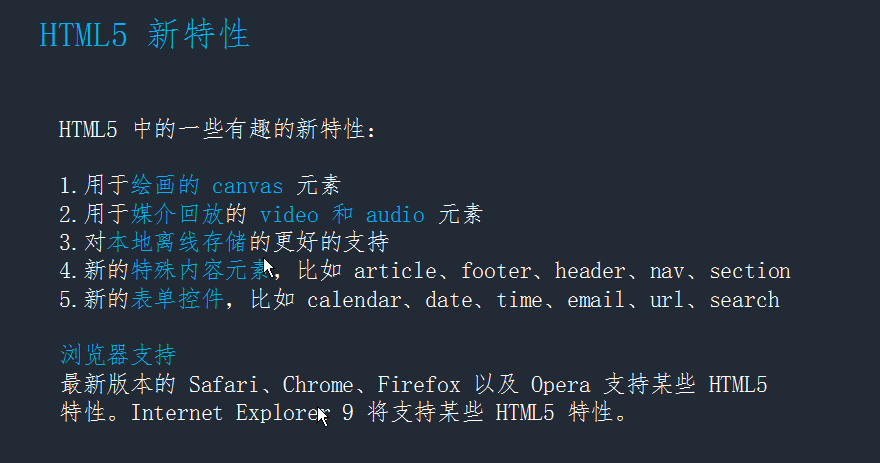 HTML5 新特性
HTML5 中的一些有趣的新特性：
1.用于绘画的 canvas 元素
2.用于媒介回放的 video 和 audio 元素
3.对本地离线存储的更好的支持
4.新的特殊内容元素，比如 article、footer、header、nav、section
5.新的表单控件，比如 calendar、date、time、email、url、search
浏览器支持
最新版本的 Safari、Chrome、Firefox 以及 Opera 支持某些 HTML5
特性。Internet Explorer 9 将支持某些 HTML5 特性。